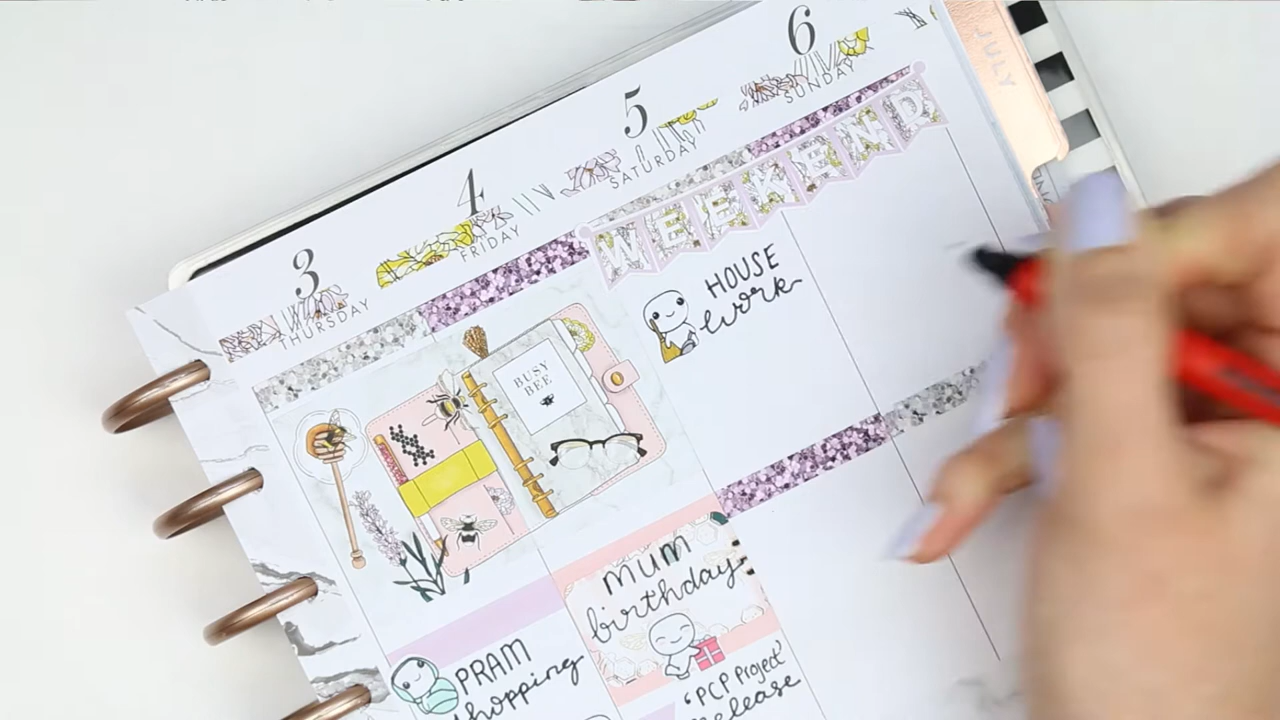 6
SUNDAY
JULY
5
SATURDAY
4
FRIDAY
3
THURSDAY
WEEKEND
HOUSE
work
BUSY
BEE
mum
birthday
PRAM
shopping
'PCP Project'
release